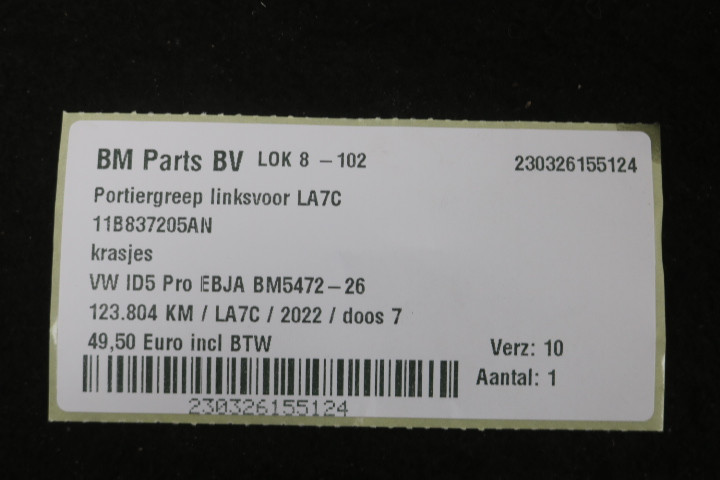 BM Parts BV LOK 8 - 102 230326155124
Portiergreep linksvoor LA7C
11B837205AN
krasjes
VW ID5 Pro EBJA BM5472-26
123.804 KM / LA7C / 2022 / doos 7
49,50 Euro incl BTW
Verz: 10
Aantal: 1
230326155124